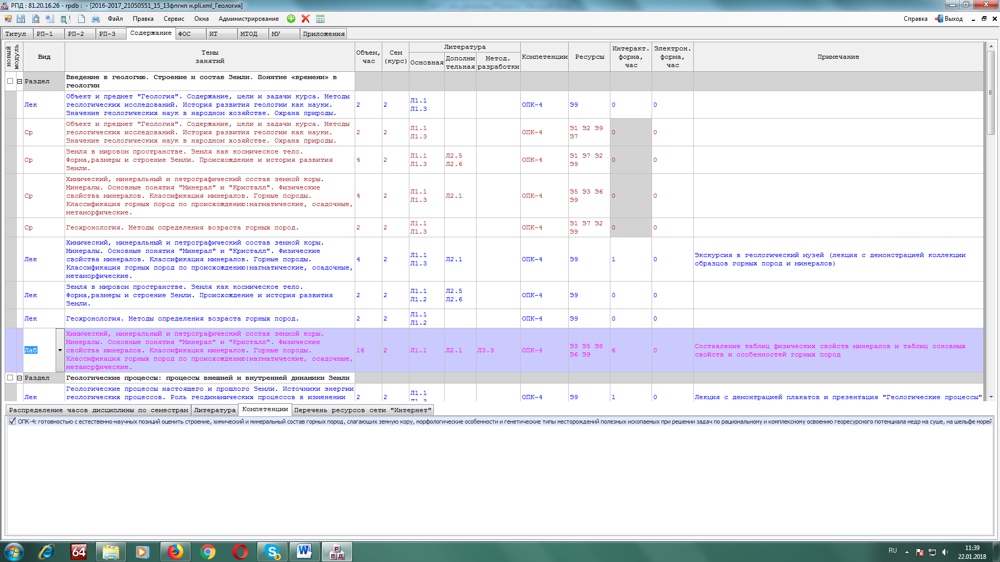 РПД : 81.20.16.26 - rpdb : - [2016-2017_21050551_15_13фпгнп н.pli.xml_Геология]
Файл Правка Сервис Окна Администрирование Справка Выход
Титул РП-1 РП-2 РП-3 Содержание ФОС ИТ МТОД МУ Приложения
новый модуль
Вид
Темы занятий
Объем, час
Сем (курс)
Литература
Основная
Дополнительная
Метод. разработки
Компетенции
Ресурсы
Интеракт. форма, час
Электрон. форма, час
Примечание
Раздел
Введение в геологию. Строение и состав Земли. Понятие «времени» в
геологии
Лек
Объект и предмет "Геология". Содержание, цели и задачи курса. Методы
геологических исследований. История развития геологии как науки.
Значение геологических наук в народном хозяйстве. Охрана природы.
2 2
Л1.1
Л1.3
ОПК-4 Э9 0 0
Ср
Объект и предмет "Геология". Содержание, цели и задачи курса. Методы
геологических исследований. История развития геологии как науки.
Значение геологических наук в народном хозяйстве. Охрана природы.
2 2
Л1.1
Л1.3
ОПК-4
Э1 Э2 Э9
Э7
0 0
Ср
Земля в мировом пространстве. Земля как космическое тело.
Форма,размеры и строение Земли. Происхождение и история развития
Земли.
4 2
Л1.1
Л1.3
Л2.5
Л2.6
ОПК-4
Э1 Э7 Э2
Э9
0 0
Ср
Химический, минеральный и петрографический состав земной коры.
Минералы. Основные понятия "Минерал" и "Кристалл". Физические
свойства минералов. Классификация минералов. Горные породы.
Классификация горных пород по происхождению:магматические, осадочные,
метаморфические.
4 2
Л1.1
Л1.3
Л2.1
ОПК-4
Э5 Э3 Э6
Э9
0 0
Ср
Геохронология. Методы определения возраста горных пород.
2 2
Л1.1
Л1.3
ОПК-4
Э1 Э7 Э2
Э9
0 0
Лек
Химический, минеральный и петрографический состав земной коры.
Минералы. Основные понятия "Минерал" и "Кристалл". Физические
свойства минералов. Классификация минералов. Горные породы.
Классификация горных пород по происхождению:магматические, осадочные,
метаморфические.
4 2
Л1.1
Л1.3
Л2.1
ОПК-4 Э9 1 0
Экскурсия в геологический музей (лекция с демонстрацией коллекции
образцов горных пород и минералов)
Лек
Земля в мировом пространстве. Земля как космическое тело.
Форма,размеры и строение Земли. Происхождение и история развития
Земли.
2 2
Л1.1
Л1.2
Л2.5
Л2.6
ОПК-4 Э9 0 0
Лек
Геохронология. Методы определения возраста горных пород.
2 2
Л1.1
Л1.2
ОПК-4 Э9 0 0
Лаб
Химический, минеральный и петрографический состав земной коры.
Минералы. Основные понятия "Минерал" и "Кристалл". Физические
свойства минералов. Классификация минералов. Горные породы.
Классификация горных пород по происхождению:магматические, осадочные,
метаморфические.
16 2 Л1.1 Л2.1 Л3.3 ОПК-4
Э3 Э5 Э8
Э6 Э9
6 0
Составление таблиц физических свойств минералов и таблиц основных
свойств и особенностей горных пород
Раздел
Геологические процессы: процессы внешней и внутренней динамики Земли
Лек
Геологические процессы настоящего и прошлого Земли. Источники энергии
геологических процессов. Роль геодинамических процессов в изменении
2 2
Л1.1
Л1.3
ОПК-4 Э9 1 0
Лекция с демонтрацией плакатов и презентация "Геологические процессы"
Распределение часов дисциплины по семестрам Литература Компетенции Перечень ресурсов сети "Интернет"
ОПК-4: готовностью с естественно-научных позиций оценить строение, химический и минеральный состав горных пород, слагающих земную кору, морфологические особенности и генетические типы месторождений полезных ископаемых при решении задач по рациональному и комплексному освоению георесурсного потенциала недр на суше, на шельфе морей
64
3
РПД
RU
11:39
22.01.2018